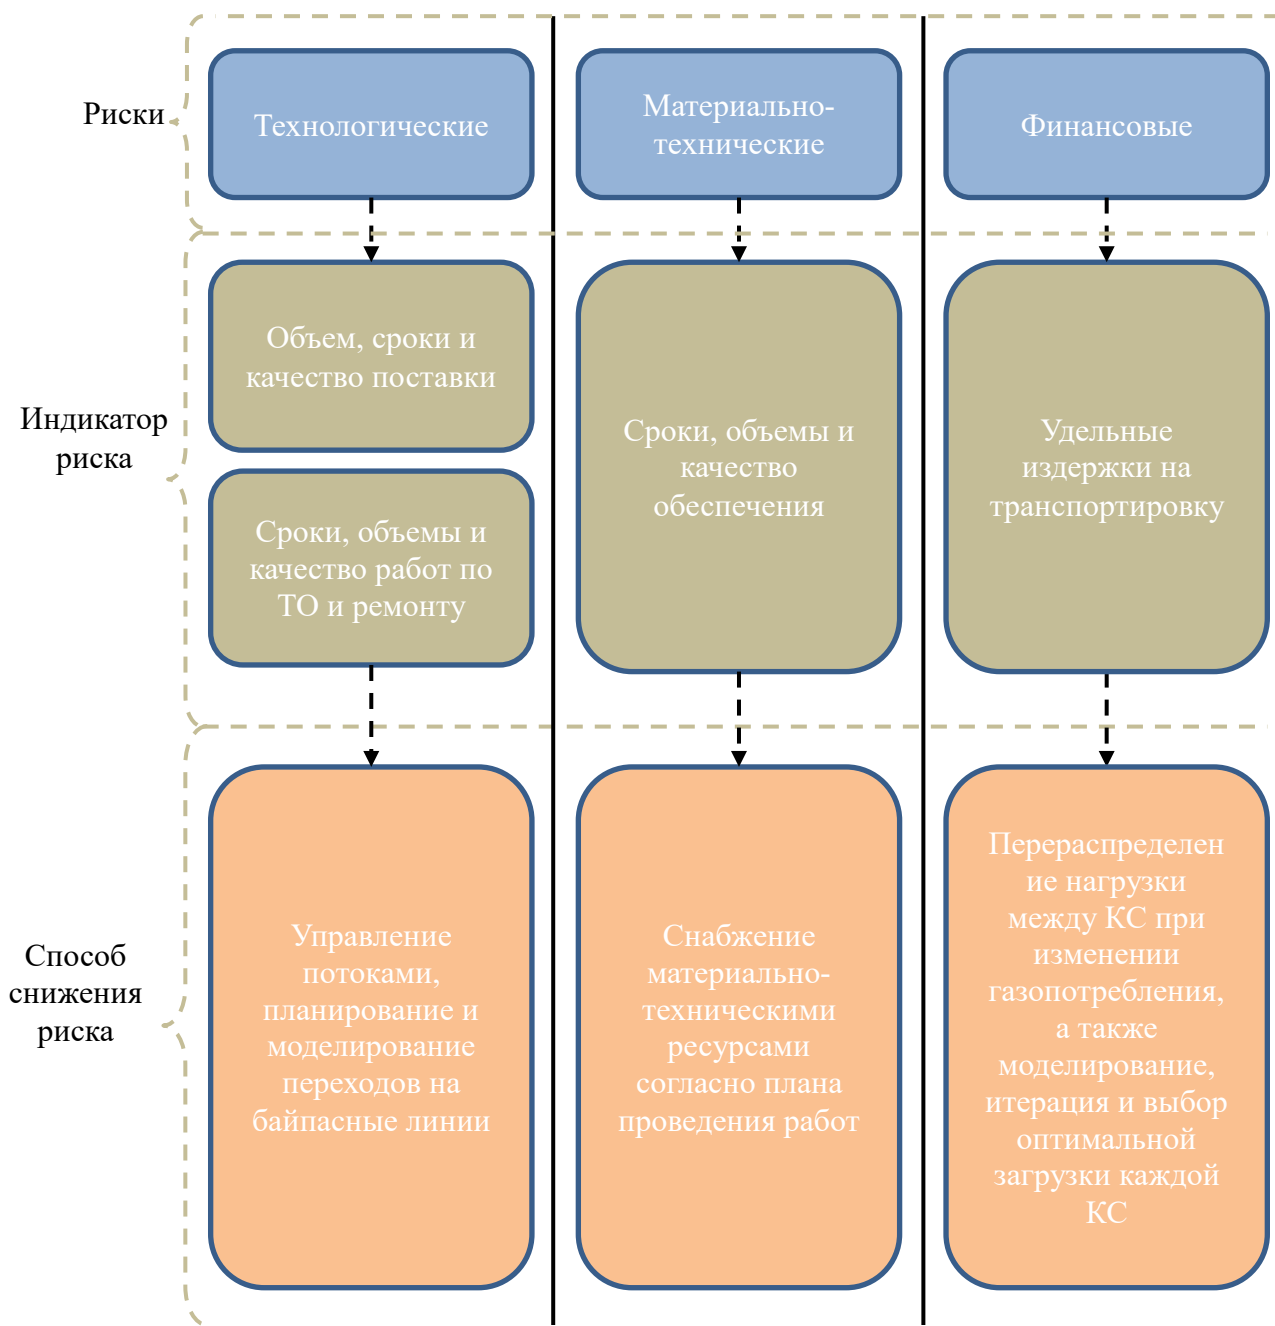 Риски
Технологические
Материально-
технические
Финансовые
Индикатор
риска
Объем, сроки и
качество поставки
Сроки, объемы и
качество работ по
ТО и ремонту
Сроки, объемы и
качество
обеспечения
Удельные
издержки на
транспортировку
Способ
снижения
риска
Управление
потоками,
планирование и
моделирование
переходов на
байпасные линии
Снабжение
материально-
техническими
ресурсами
согласно плана
проведения работ
Перераспределен
ие нагрузки
между КС при
изменении
газопотребления,
а также
моделирование,
итерация и выбор
оптимальной
загрузки каждой
КС